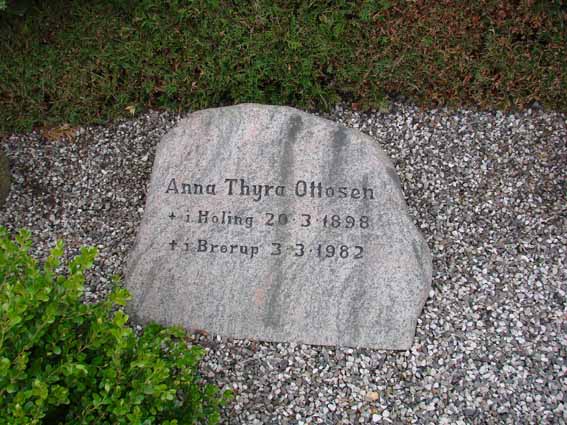 Anna Thyra Ottosen
+ i Holing 20·3·1898
+ i Brørup 3·3·1982